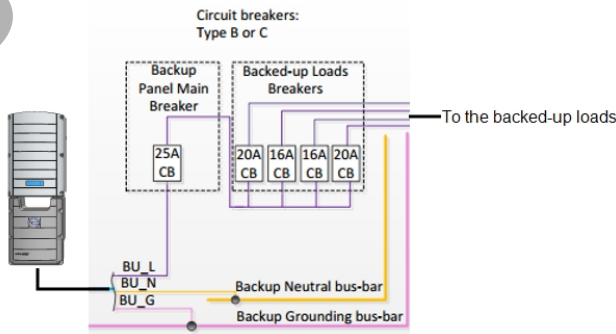 Circuit breakers:
Type B or C
Backup
Panel Main
Breaker
Backed-up Loads
Breakers
To the backed-up loads
25A
CB
20A
CB
16A
CB
16A
CB
20A
CB
BU_L
BU_N
BU_G
Backup Neutral bus-bar
Backup Grounding bus-bar